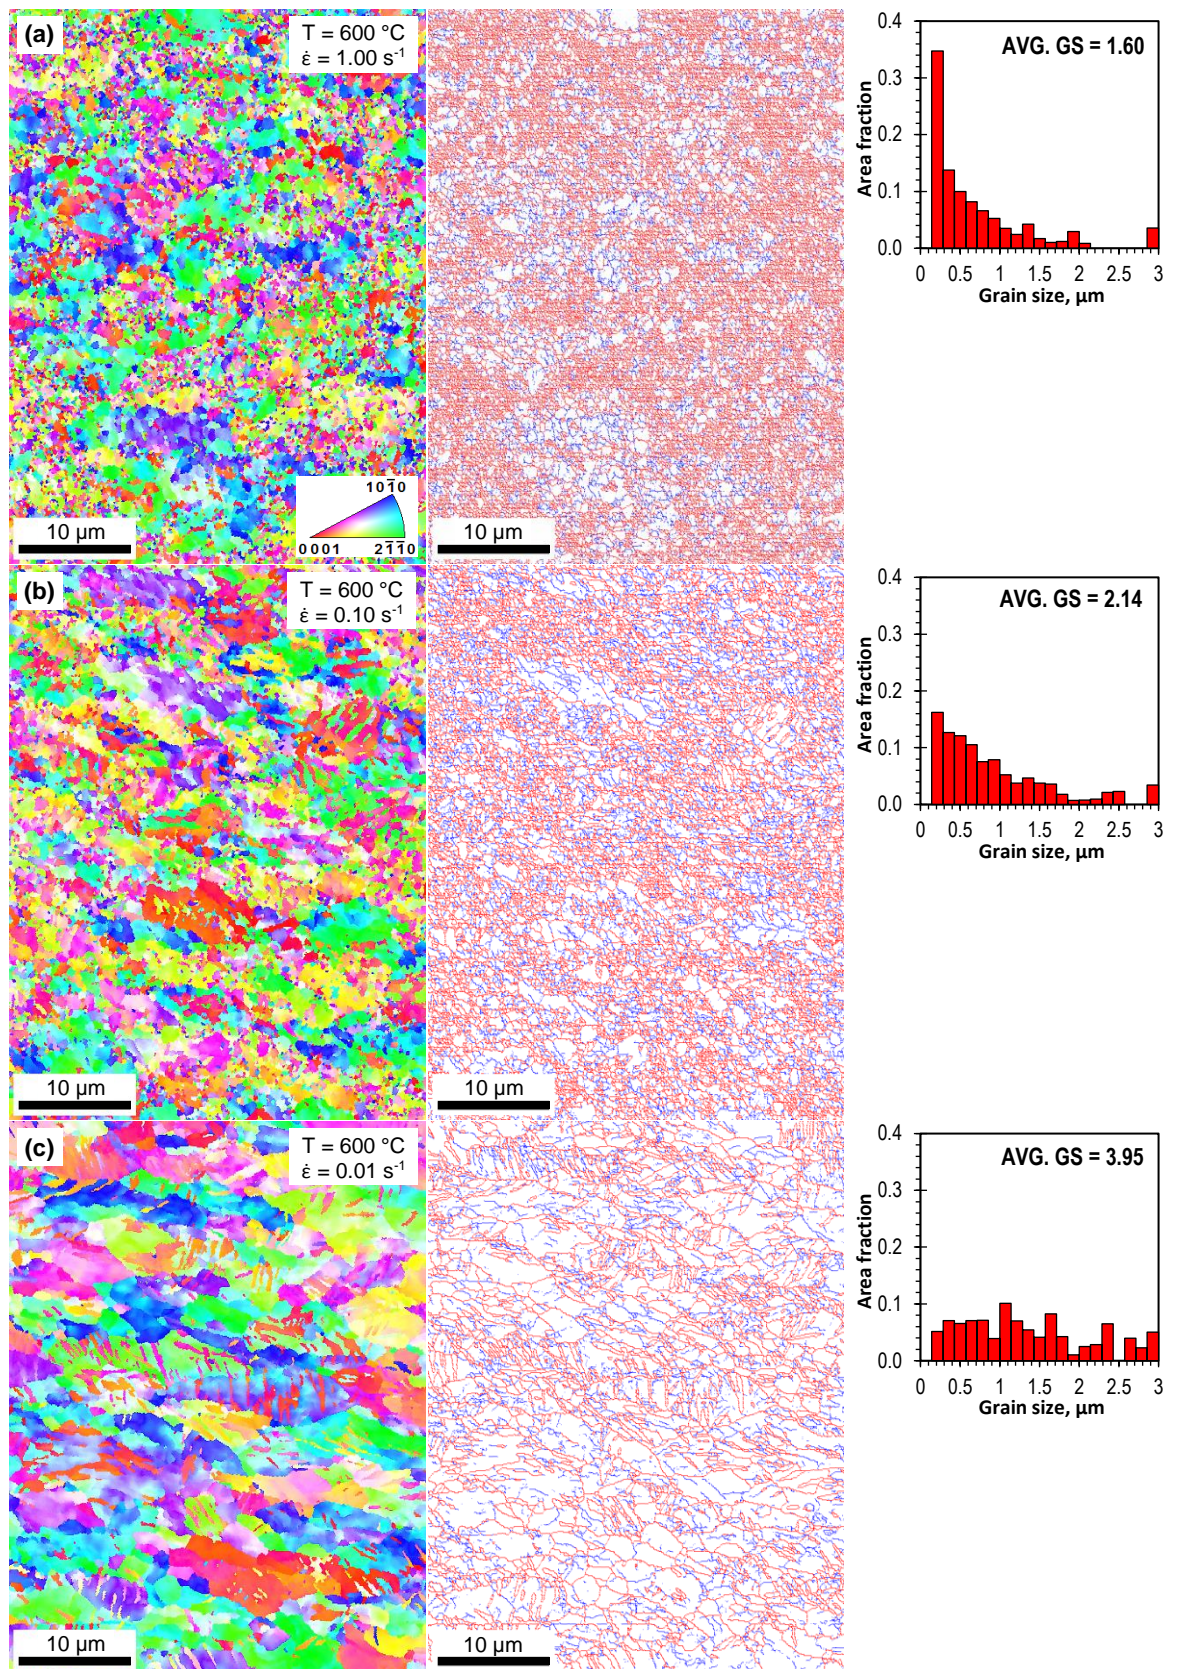 (a)
T = 600 °C
ε̇ = 1.00 s⁻¹
10 µm
101̅0
0001
21̅1̅0
10 µm
AVG. GS = 1.60
Area fraction
0.4
0.3
0.2
0.1
0.0
0 0.5 1 1.5 2 2.5 3
Grain size, µm
(b)
T = 600 °C
ε̇ = 0.10 s⁻¹
10 µm
10 µm
AVG. GS = 2.14
Area fraction
0.4
0.3
0.2
0.1
0.0
0 0.5 1 1.5 2 2.5 3
Grain size, µm
(c)
T = 600 °C
ε̇ = 0.01 s⁻¹
10 µm
10 µm
AVG. GS = 3.95
Area fraction
0.4
0.3
0.2
0.1
0.0
0 0.5 1 1.5 2 2.5 3
Grain size, µm